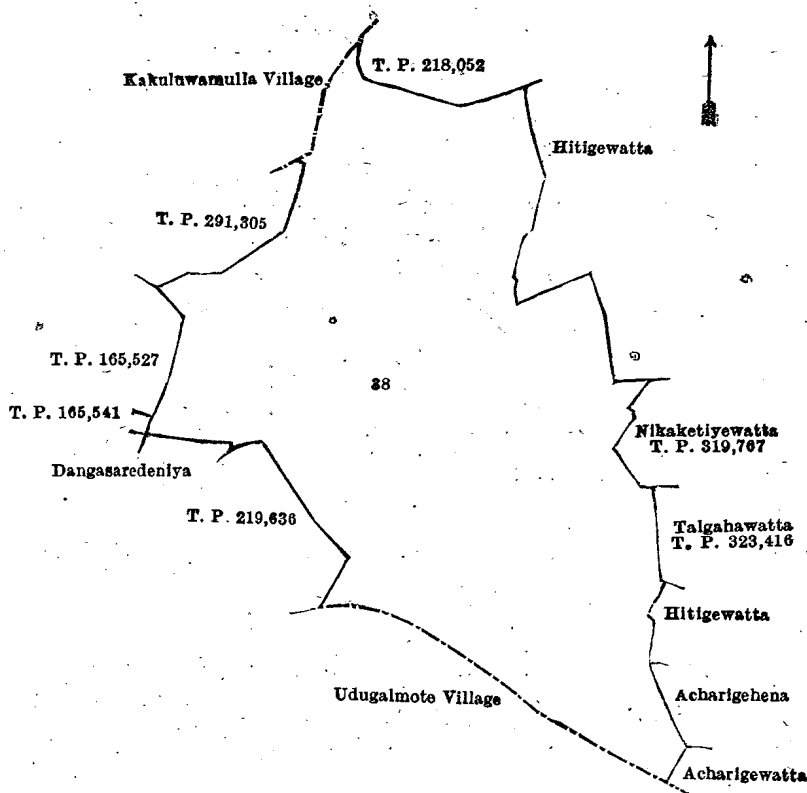 T. P. 218,052
Kakuluwamulla Village
Hitigewatta
T. P. 291,305
T. P. 165,527
38
T. P. 165,541
Nikaketiyewatta
T. P. 319,767
Dangasaredeniya
T. P. 219,636
Talgahawatta
T. P. 323,416
Hitigewatta
Udugalmote Village
Acharigehena
Acharigewatta